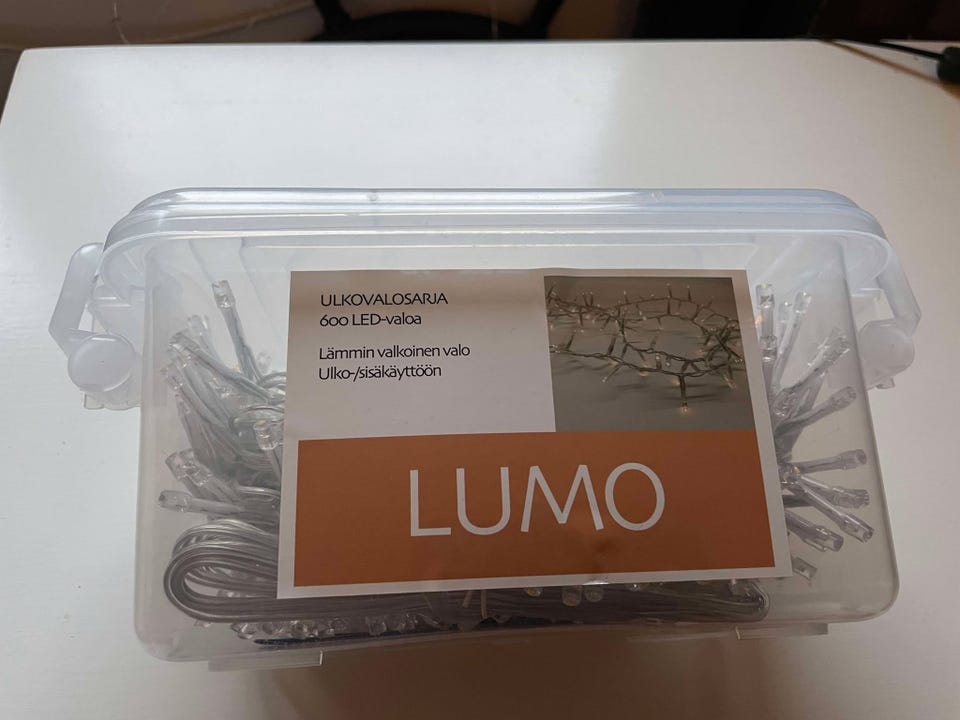 ULKOVALOSARJA
600 LED-valoa
Lämmin valkoinen valo
Ulko-/sisäkäyttöön
LUMO